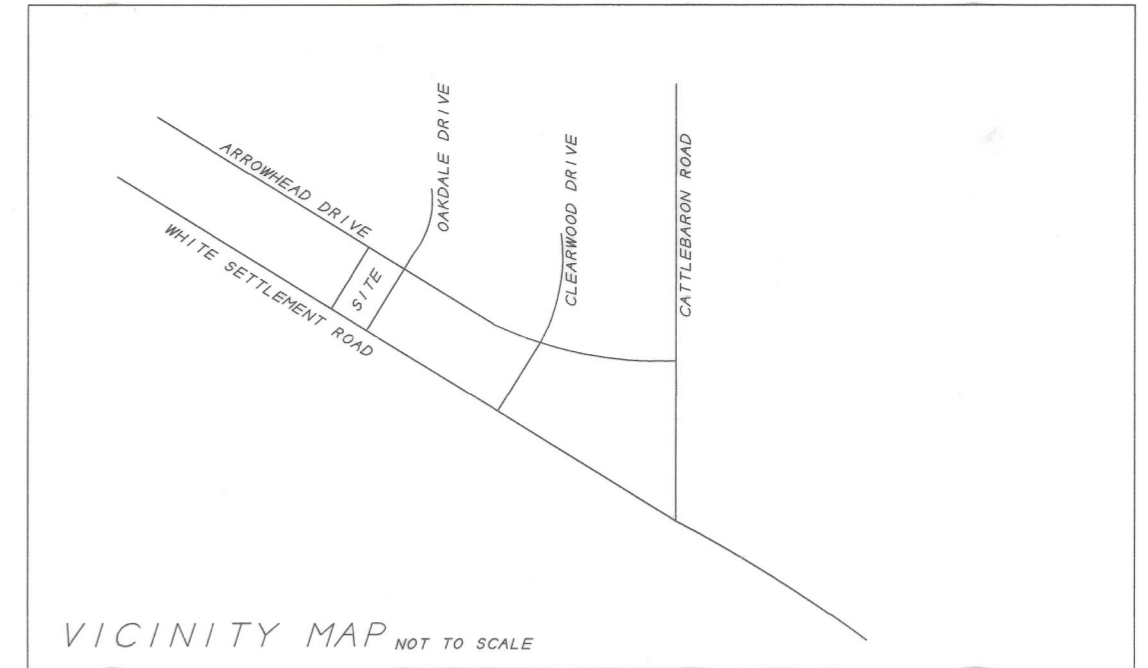 OAKDALE DRIVE
CLEARWOOD DRIVE
CATTLEBARON ROAD
ARROWHEAD DRIVE
WHITE SETTLEMENT ROAD
SITE
VICINITY MAP NOT TO SCALE